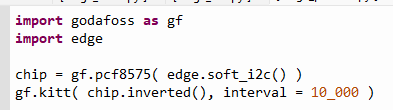 import godafoss as gf
import edge
chip = gf.pcf8575( edge.soft_i2c() )
gf.kitt( chip.inverted(), interval = 10_000 )